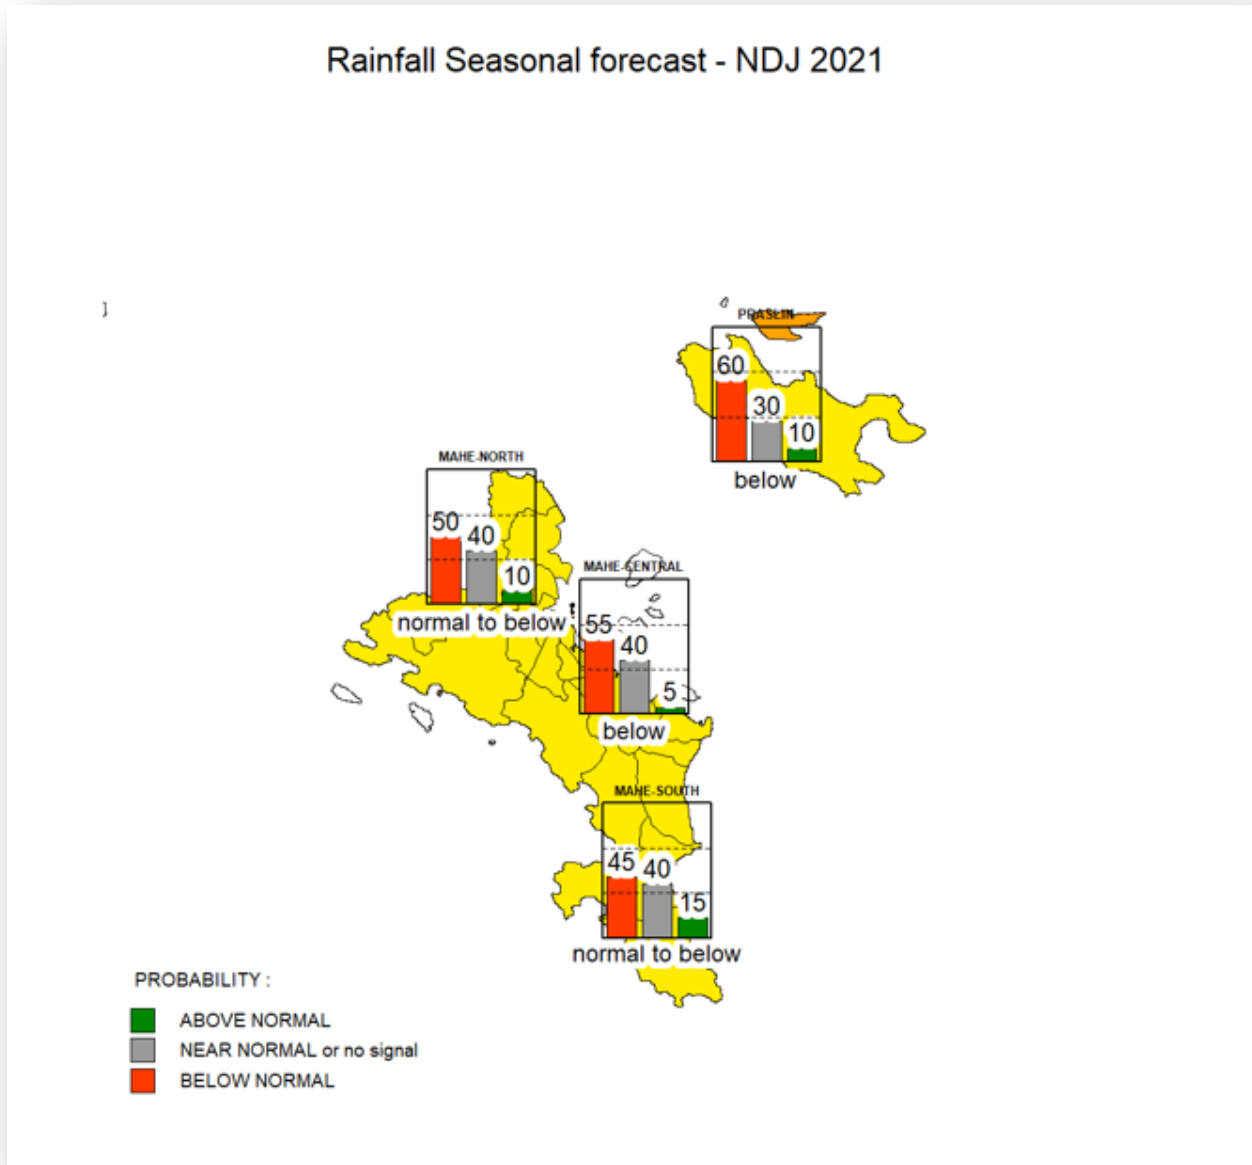 Rainfall Seasonal forecast - NDJ 2021
PRASLIN
60
30
10
below
MAHE-NORTH
50
40
10
normal to below
MAHE-CENTRAL
55
40
5
below
MAHE-SOUTH
45
40
15
normal to below
PROBABILITY :
ABOVE NORMAL
NEAR NORMAL or no signal
BELOW NORMAL